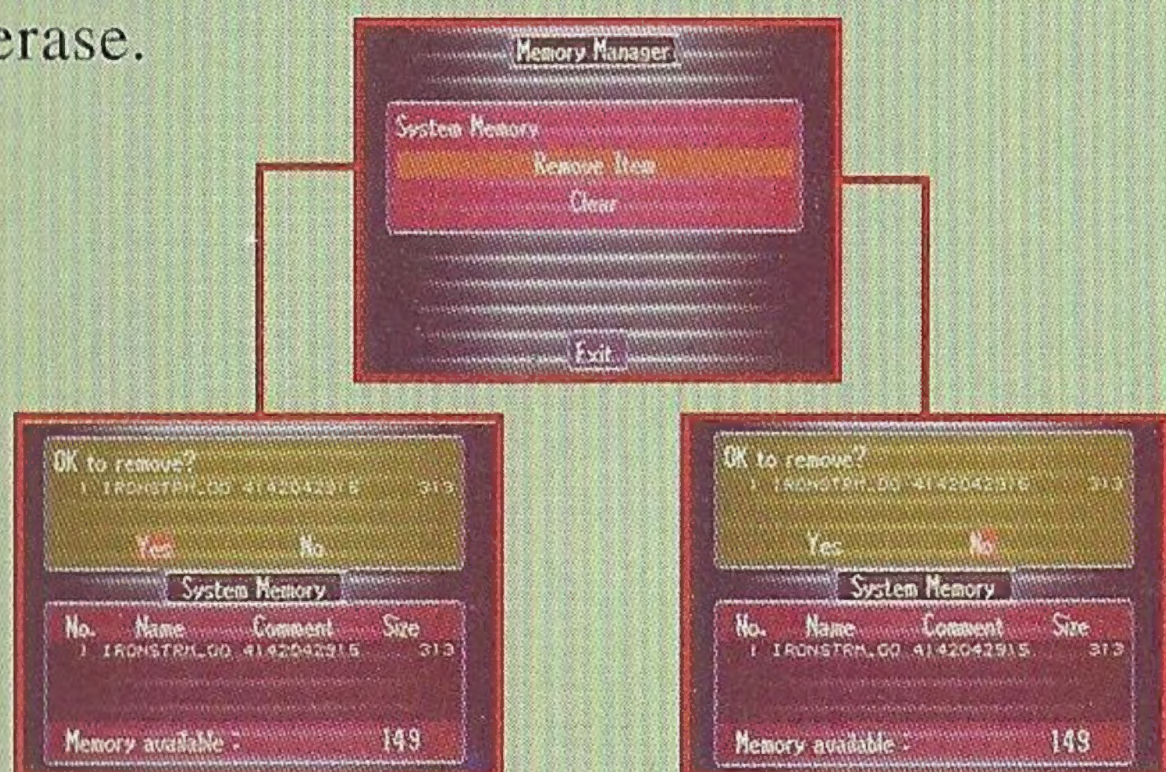 erase.
Memory Manager
System Memory
Remove Item
Clear
Exit
OK to remove?
1 IRONSTRM_00 4142042915 313
Yes No
System Memory
No. Name Comment Size
1 IRONSTRM_00 4142042915 313
Memory available : 149
OK to remove?
1 IRONSTRM_00 4142042915 313
Yes No
System Memory
No. Name Comment Size
1 IRONSTRM_00 4142042915 313
Memory available : 149